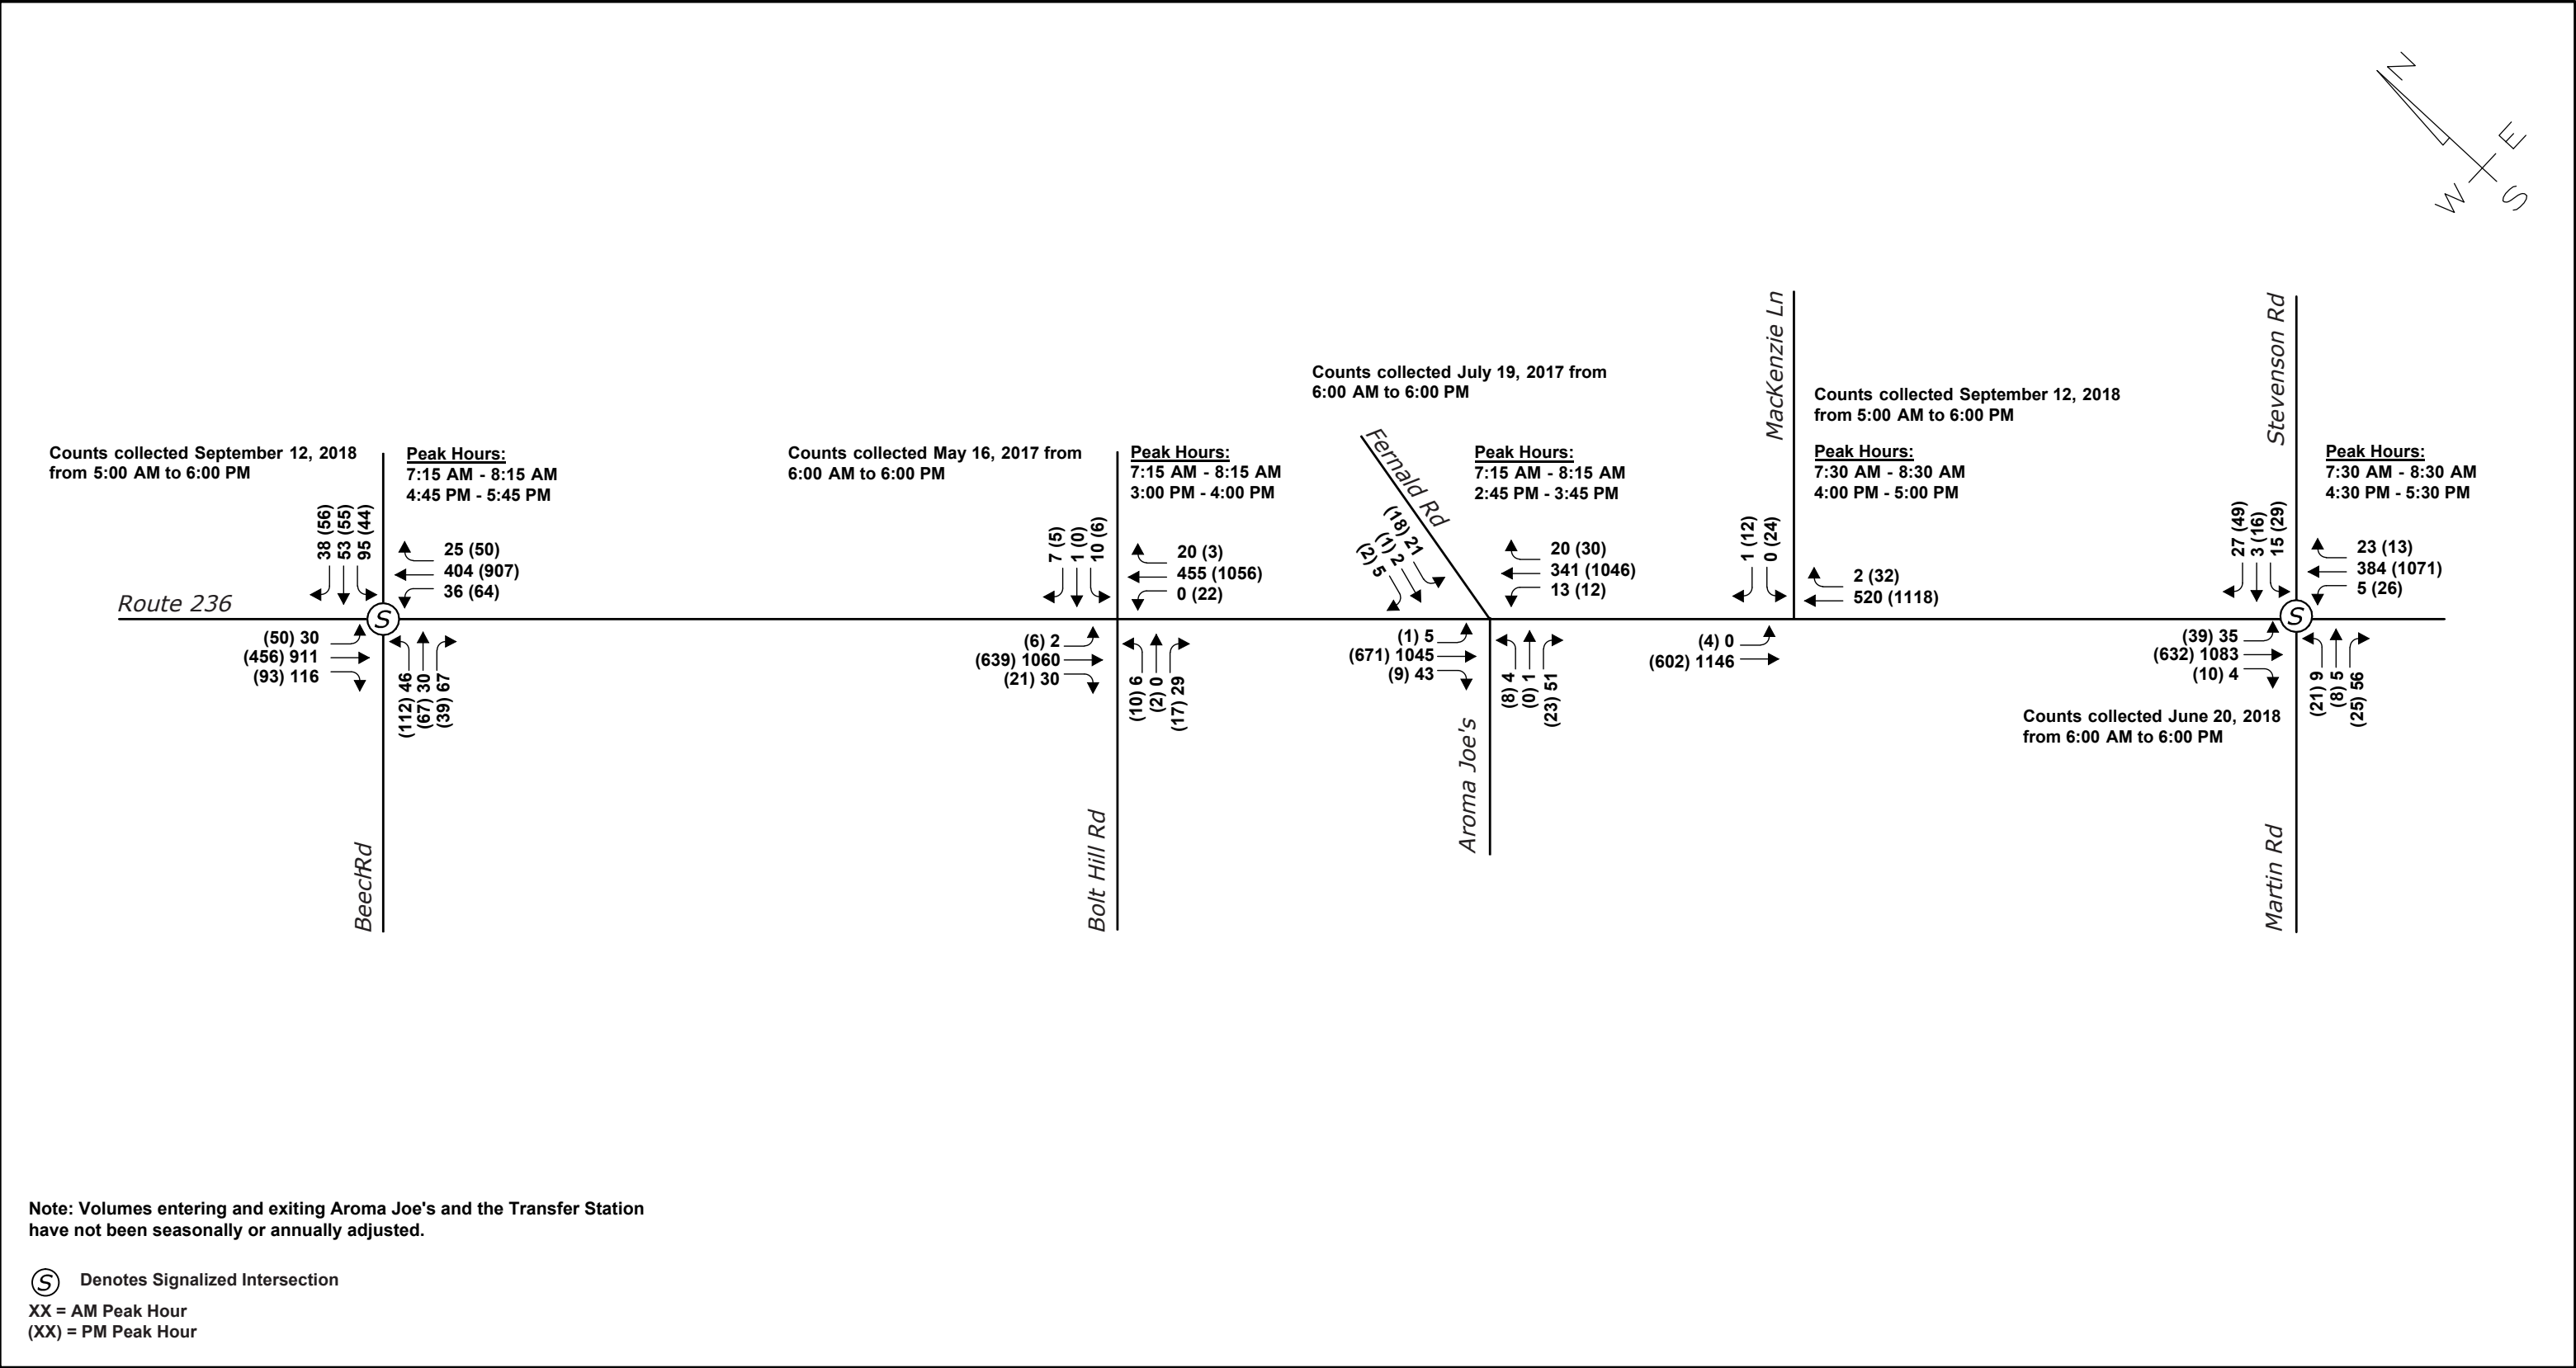 N
E
W
S
MacKenzie Ln
Stevenson Rd
Counts collected July 19, 2017 from
6:00 AM to 6:00 PM
Counts collected September 12, 2018
from 5:00 AM to 6:00 PM
Fernald Rd
Counts collected September 12, 2018
from 5:00 AM to 6:00 PM
Peak Hours:
7:15 AM - 8:15 AM
4:45 PM - 5:45 PM
Counts collected May 16, 2017 from
6:00 AM to 6:00 PM
Peak Hours:
7:15 AM - 8:15 AM
3:00 PM - 4:00 PM
Peak Hours:
7:15 AM - 8:15 AM
2:45 PM - 3:45 PM
Peak Hours:
7:30 AM - 8:30 AM
4:00 PM - 5:00 PM
Peak Hours:
7:30 AM - 8:30 AM
4:30 PM - 5:30 PM
38 (56)
53 (55)
95 (44)
25 (50)
404 (907)
36 (64)
7 (5)
1 (0)
10 (6)
20 (3)
455 (1056)
0 (22)
(18) 21
(1) 2
(2) 5
20 (30)
341 (1046)
13 (12)
1 (12)
0 (24)
2 (32)
520 (1118)
27 (49)
3 (16)
15 (29)
23 (13)
384 (1071)
5 (26)
Route 236
S
S
(50) 30
(456) 911
(93) 116
(112) 46
(67) 30
(39) 67
(6) 2
(639) 1060
(21) 30
(10) 6
(2) 0
(17) 29
(1) 5
(671) 1045
(9) 43
(8) 4
(0) 1
(23) 51
(4) 0
(602) 1146
(39) 35
(632) 1083
(10) 4
(21) 9
(8) 5
(25) 56
Counts collected June 20, 2018
from 6:00 AM to 6:00 PM
BeechRd
Bolt Hill Rd
Aroma Joe's
Martin Rd
Note: Volumes entering and exiting Aroma Joe's and the Transfer Station
have not been seasonally or annually adjusted.
S Denotes Signalized Intersection
XX = AM Peak Hour
(XX) = PM Peak Hour